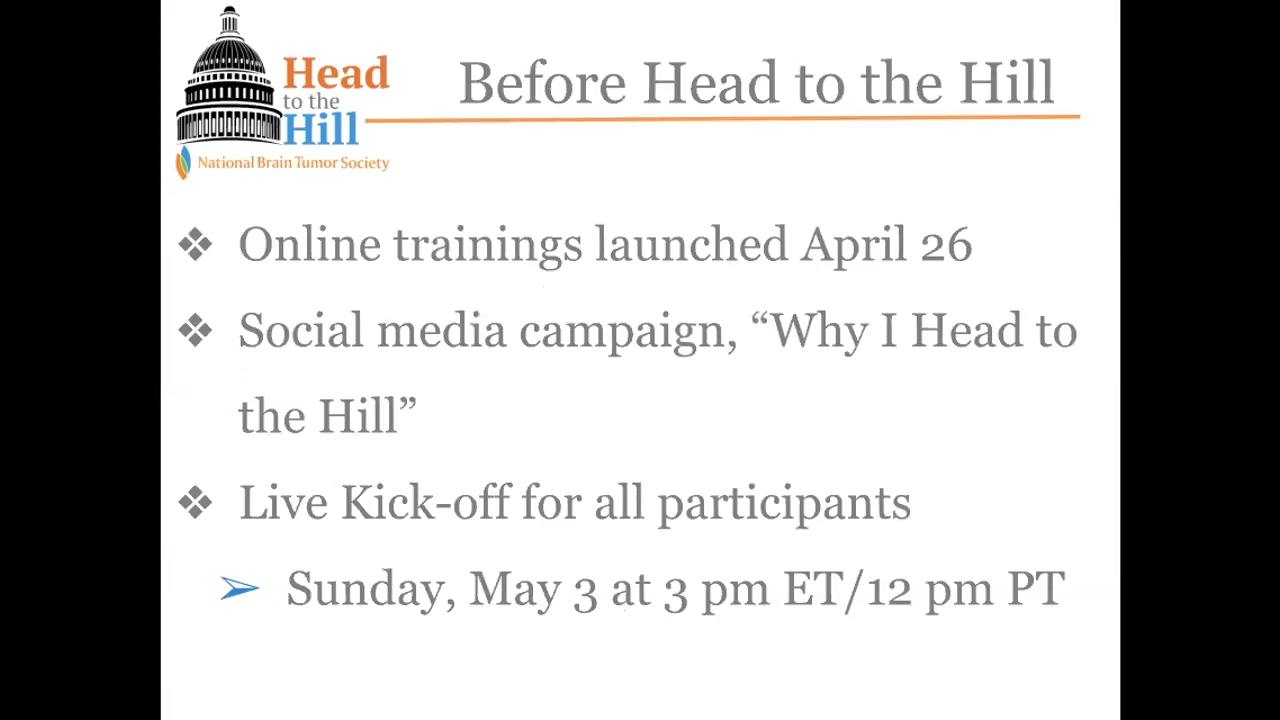 Head
to the
Hill
National Brain Tumor Society
Before Head to the Hill
❖ Online trainings launched April 26
❖ Social media campaign, “Why I Head to
the Hill”
❖ Live Kick-off for all participants
➢ Sunday, May 3 at 3 pm ET/12 pm PT